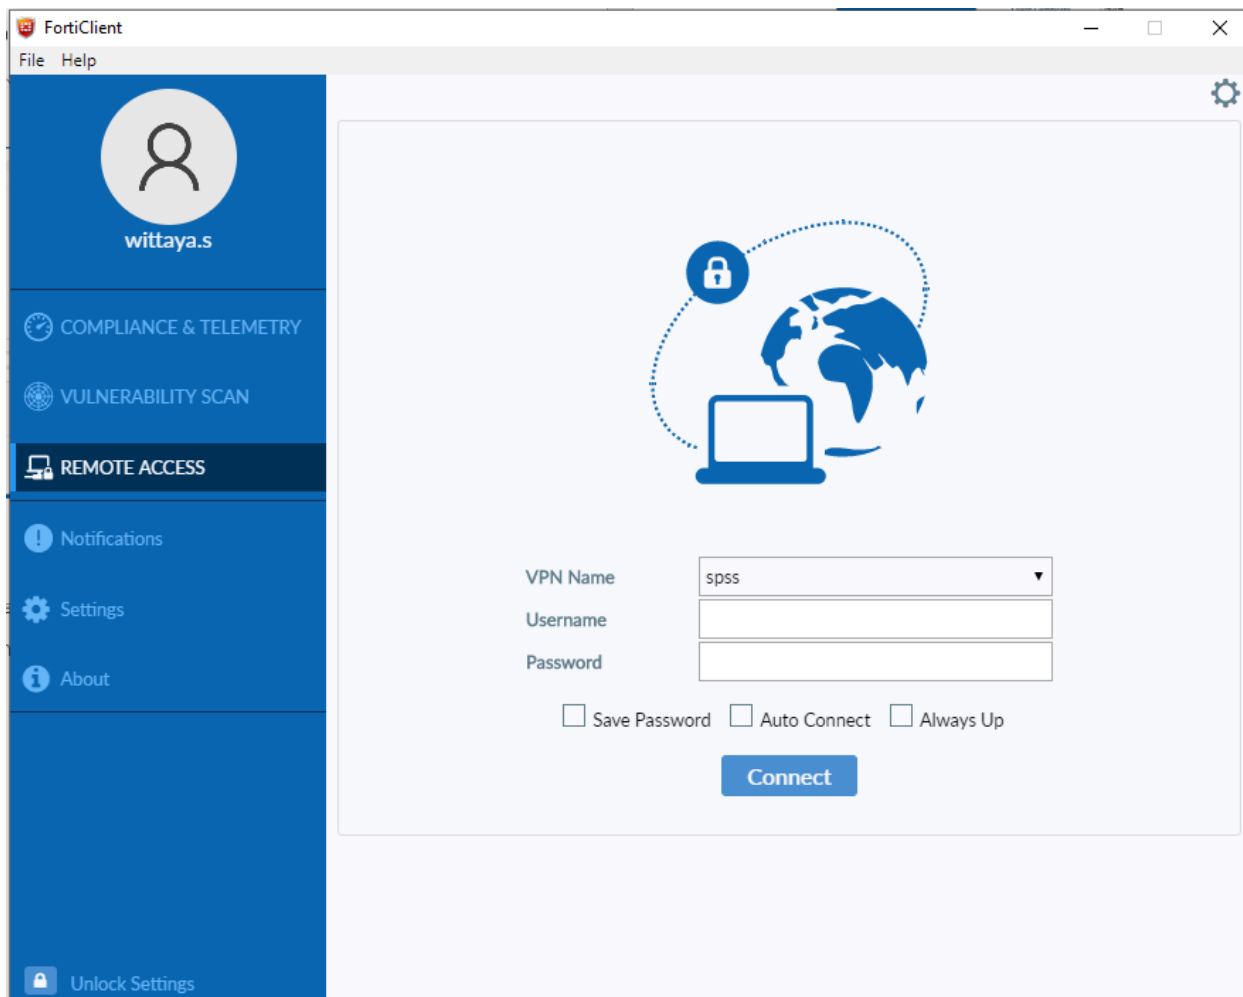 FortiClient
File Help
wittaya.s
COMPLIANCE & TELEMETRY
VULNERABILITY SCAN
REMOTE ACCESS
Notifications
Settings
About
Unlock Settings
VPN Name spss
Username
Password
Save Password Auto Connect Always Up
Connect